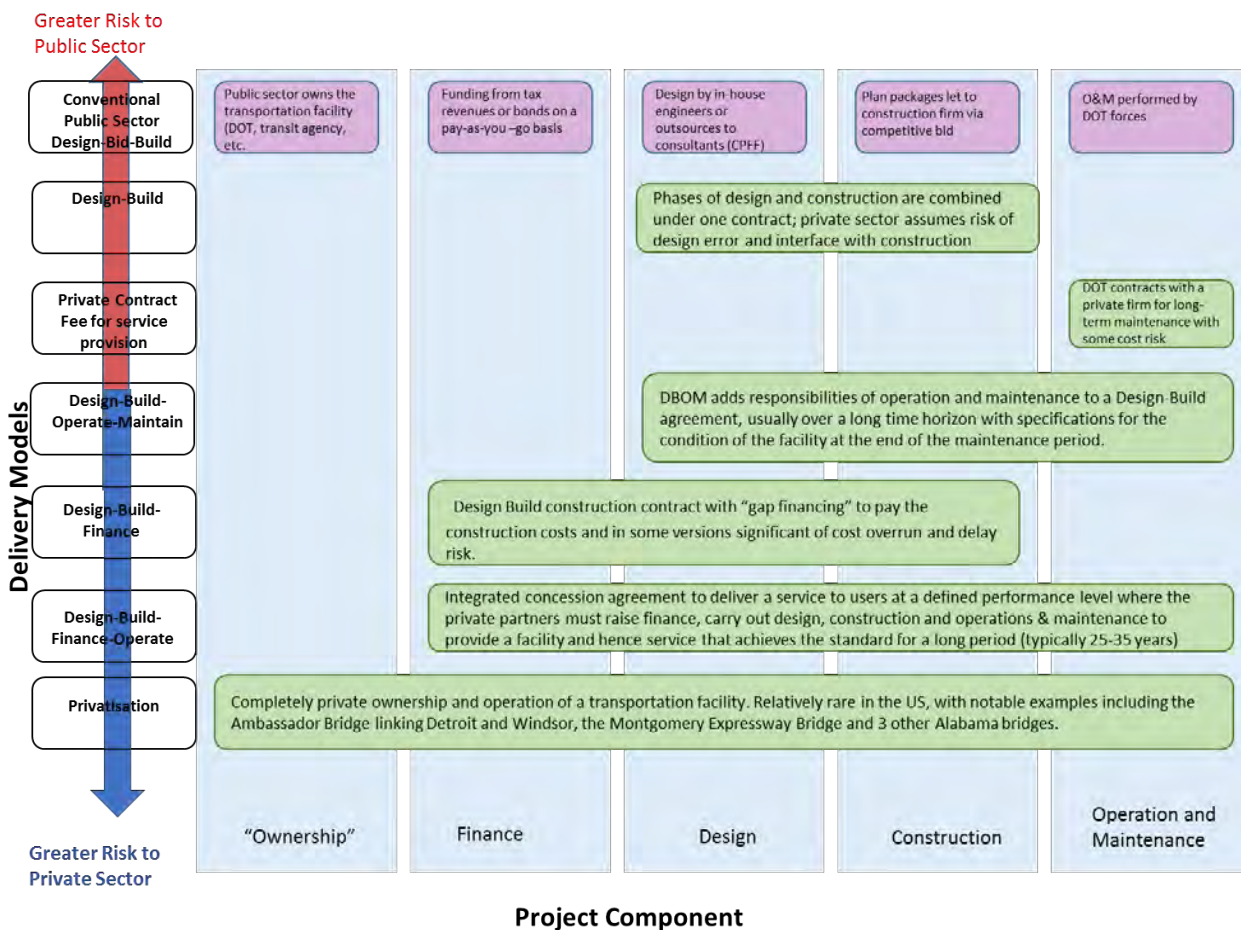 Greater Risk to
Public Sector
Conventional
Public Sector
Design-Bid-Build
Public sector owns the
transportation facility
(DOT, transit agency,
etc.
Funding from tax
revenues or bonds on a
pay-as-you –go basis
Design by in-house
engineers or
outsources to
consultants (CPFF)
Plan packages let to
construction firm via
competitive bid
O&M performed by
DOT forces
Design-Build
Phases of design and construction are combined
under one contract; private sector assumes risk of
design error and interface with construction
Private Contract
Fee for service
provision
DOT contracts with a
private firm for long-
term maintenance with
some cost risk
Delivery Models
Design-Build-
Operate-Maintain
DBOM adds responsibilities of operation and maintenance to a Design-Build
agreement, usually over a long time horizon with specifications for the
condition of the facility at the end of the maintenance period.
Design-Build-
Finance
Design Build construction contract with “gap financing” to pay the
construction costs and in some versions significant of cost overrun and delay
risk.
Design-Build-
Finance-Operate
Integrated concession agreement to deliver a service to users at a defined performance level where the
private partners must raise finance, carry out design, construction and operations & maintenance to
provide a facility and hence service that achieves the standard for a long period (typically 25-35 years)
Privatisation
Completely private ownership and operation of a transportation facility. Relatively rare in the US, with notable examples including the
Ambassador Bridge linking Detroit and Windsor, the Montgomery Expressway Bridge and 3 other Alabama bridges.
“Ownership”
Finance
Design
Construction
Operation and
Maintenance
Greater Risk to
Private Sector
Project Component